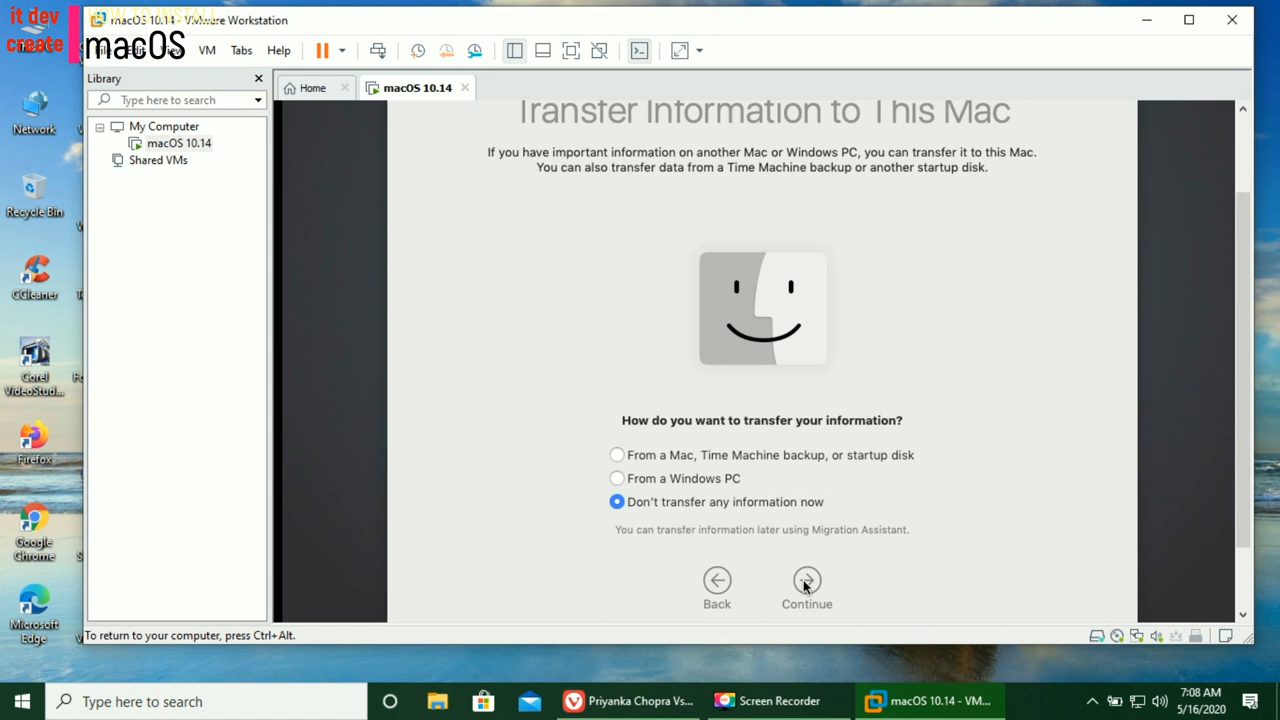 it dev
create
HOW TO INSTALL
macOS
macOS 10.14 - VMware Workstation
VM
Tabs
Help
Library
Type here to search
My Computer
macOS 10.14
Shared VMs
Home
macOS 10.14
Transfer Information to This Mac
If you have important information on another Mac or Windows PC, you can transfer it to this Mac.
You can also transfer data from a Time Machine backup or another startup disk.
How do you want to transfer your information?
From a Mac, Time Machine backup, or startup disk
From a Windows PC
Don't transfer any information now
You can transfer information later using Migration Assistant.
Back
Continue
To return to your computer, press Ctrl+Alt.
Network
Recycle Bin
CCleaner
Corel
VideoStud...
Firefox
Google
Chrome
Microsoft
Edge
Type here to search
Priyanka Chopra Vs...
Screen Recorder
macOS 10.14 - VM...
7:08 AM
5/16/2020